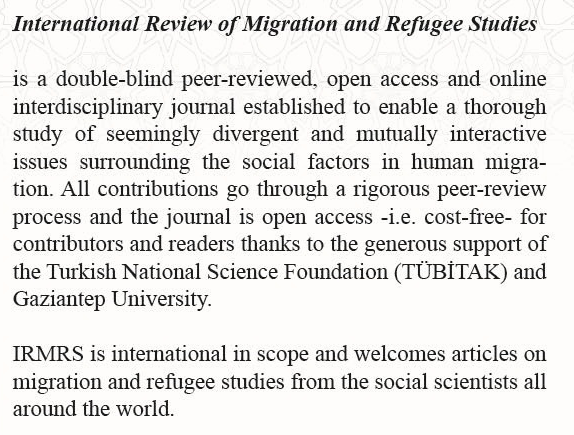 International Review of Migration and Refugee Studies
is a double-blind peer-reviewed, open access and online
interdisciplinary journal established to enable a thorough
study of seemingly divergent and mutually interactive
issues surrounding the social factors in human migra-
tion. All contributions go through a rigorous peer-review
process and the journal is open access -i.e. cost-free- for
contributors and readers thanks to the generous support of
the Turkish National Science Foundation (TÜBİTAK) and
Gaziantep University.
IRMRS is international in scope and welcomes articles on
migration and refugee studies from the social scientists all
around the world.